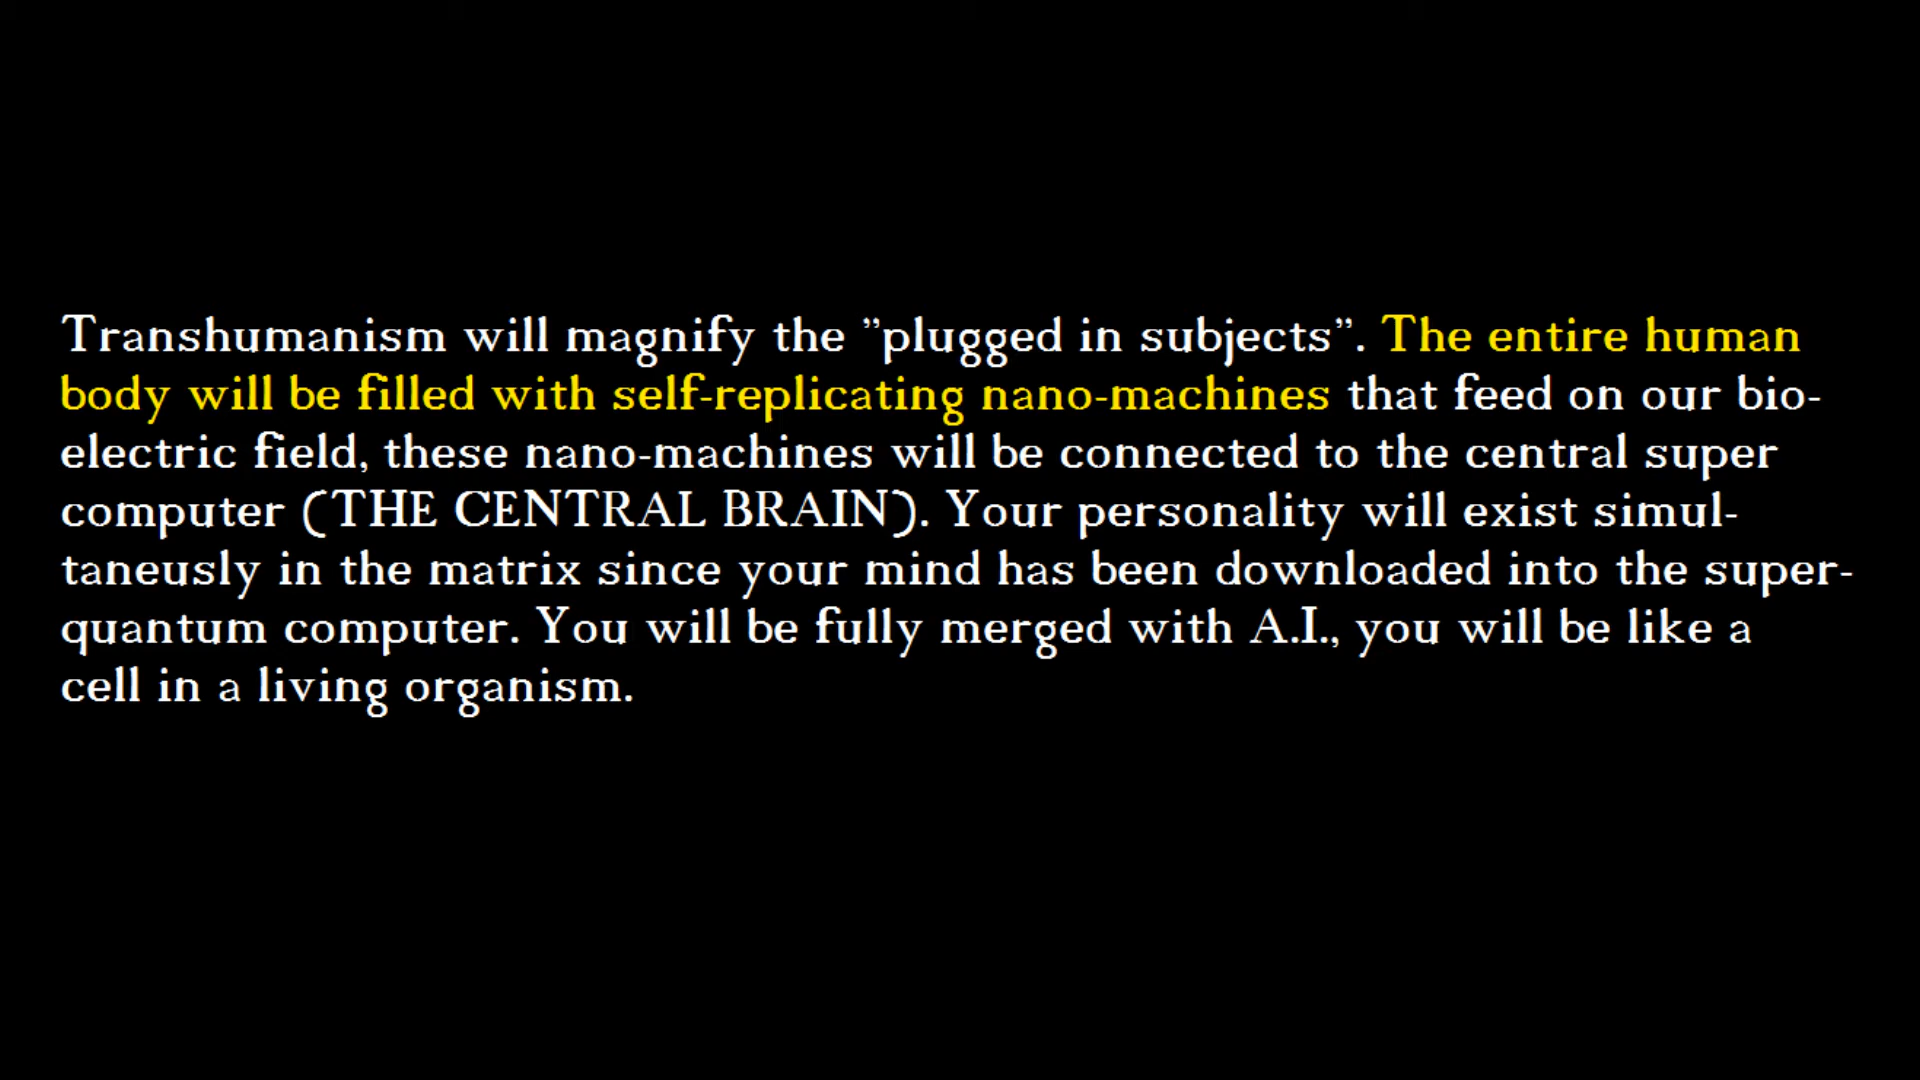 Transhumanism will magnify the ”plugged in subjects”. The entire human
body will be filled with self-replicating nano-machines that feed on our bio-
electric field, these nano-machines will be connected to the central super
computer (THE CENTRAL BRAIN). Your personality will exist simul-
taneusly in the matrix since your mind has been downloaded into the super-
quantum computer. You will be fully merged with A.I., you will be like a
cell in a living organism.